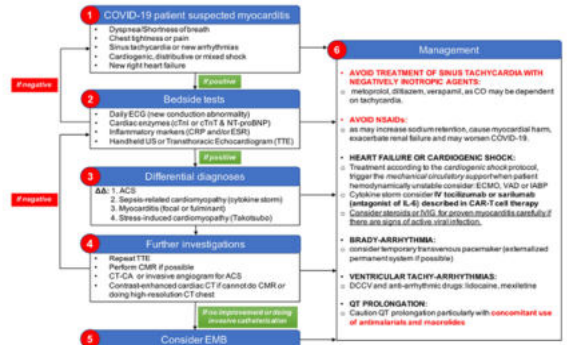 1 COVID-19 patient suspected myocarditis
• Dyspnea/Shortness of breath
• Chest tightness or pain
• Sinus tachycardia or new arrhythmias
• Cardiogenic, distributive or mixed shock
• New right heart failure
If negative
If positive
2 Bedside tests
• Daily ECG (new conduction abnormality)
• Cardiac enzymes (cTnI or cTnT & NT-proBNP)
• Inflammatory markers (CRP and/or ESR)
• Handheld US or Transthoracic Echocardiogram (TTE)
If positive
3 Differential diagnoses
ΔΔ: 1. ACS
2. Sepsis-related cardiomyopathy (cytokine storm)
3. Myocarditis (focal or fulminant)
4. Stress-induced cardiomyopathy (Takotsubo)
If negative
4 Further investigations
• Repeat TTE
• Perform CMR if possible
• CT-CA or invasive angiogram for ACS
• Contrast-enhanced cardiac CT if cannot do CMR or
doing high-resolution CT chest
If no improvement or doing
invasive catheterisation
5 Consider EMB
6 Management
• AVOID TREATMENT OF SINUS TACHYCARDIA WITH
NEGATIVELY INOTROPIC AGENTS:
o metoprolol, diltiazem, verapamil, as CO may be dependent
on tachycardia.
• AVOID NSAIDs:
o as may increase sodium retention, cause myocardial harm,
exacerbate renal failure and may worsen COVID-19.
• HEART FAILURE OR CARDIOGENIC SHOCK:
o Treatment according to the cardiogenic shock protocol,
trigger the mechanical circulatory support when patient
hemodynamically unstable consider: ECMO, VAD or IABP
o Cytokine storm consider IV tocilizumab or sarilumab
(antagonist of IL-6) described in CAR-T cell therapy
o Consider steroids or IVIG for proven myocarditis carefully if
there are signs of active viral infection.
• BRADY-ARRHYTHMIA:
o consider temporary transvenous pacemaker (externalized
permanent system if possible)
• VENTRICULAR TACHY-ARRHYTHMIAS:
o DCCV and anti-arrhythmic drugs: lidocaine, mexiletine
• QT PROLONGATION:
o Caution QT prolongation particularly with concomitant use
of antimalarials and macrolides